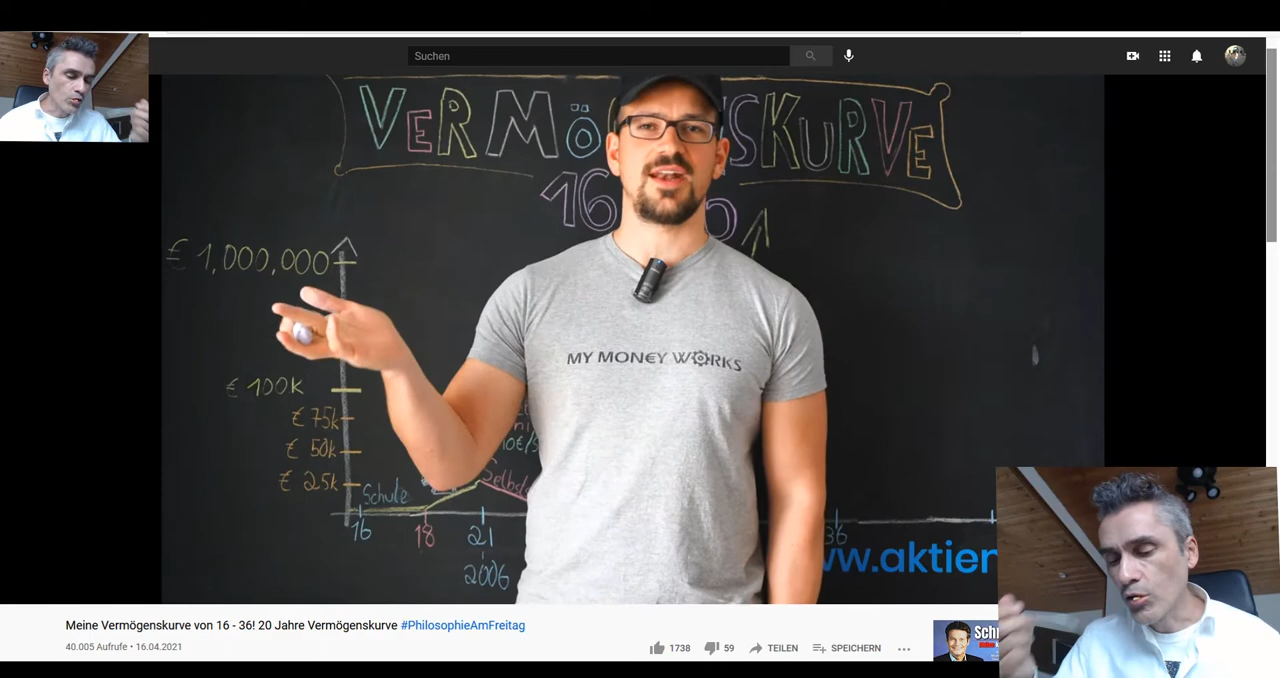 Suchen
VERMÖ SKURVE
16
€ 1,000,000
MY MONEY WORKS
€ 100k
€ 75k
€ 50k
€ 25k
Schule
16
18
21
36
2006
ww.aktien
Meine Vermögenskurve von 16 - 36! 20 Jahre Vermögenskurve #PhilosophieAmFreitag
40.005 Aufrufe • 16.04.2021
1738
59
TEILEN
SPEICHERN